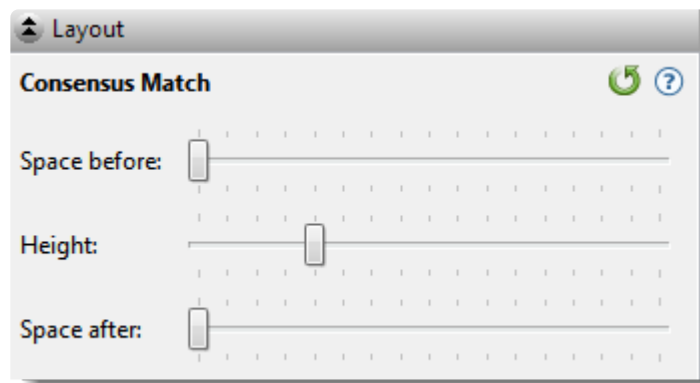 Layout
Consensus Match
?
Space before:
Height:
Space after: